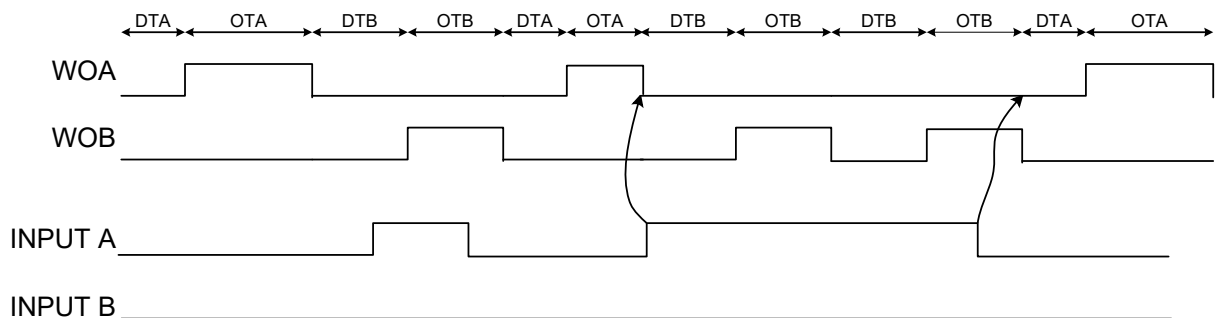 DTA OTA DTB OTB DTA OTA DTB OTB DTB OTB DTA OTA
WOA
WOB
INPUT A
INPUT B